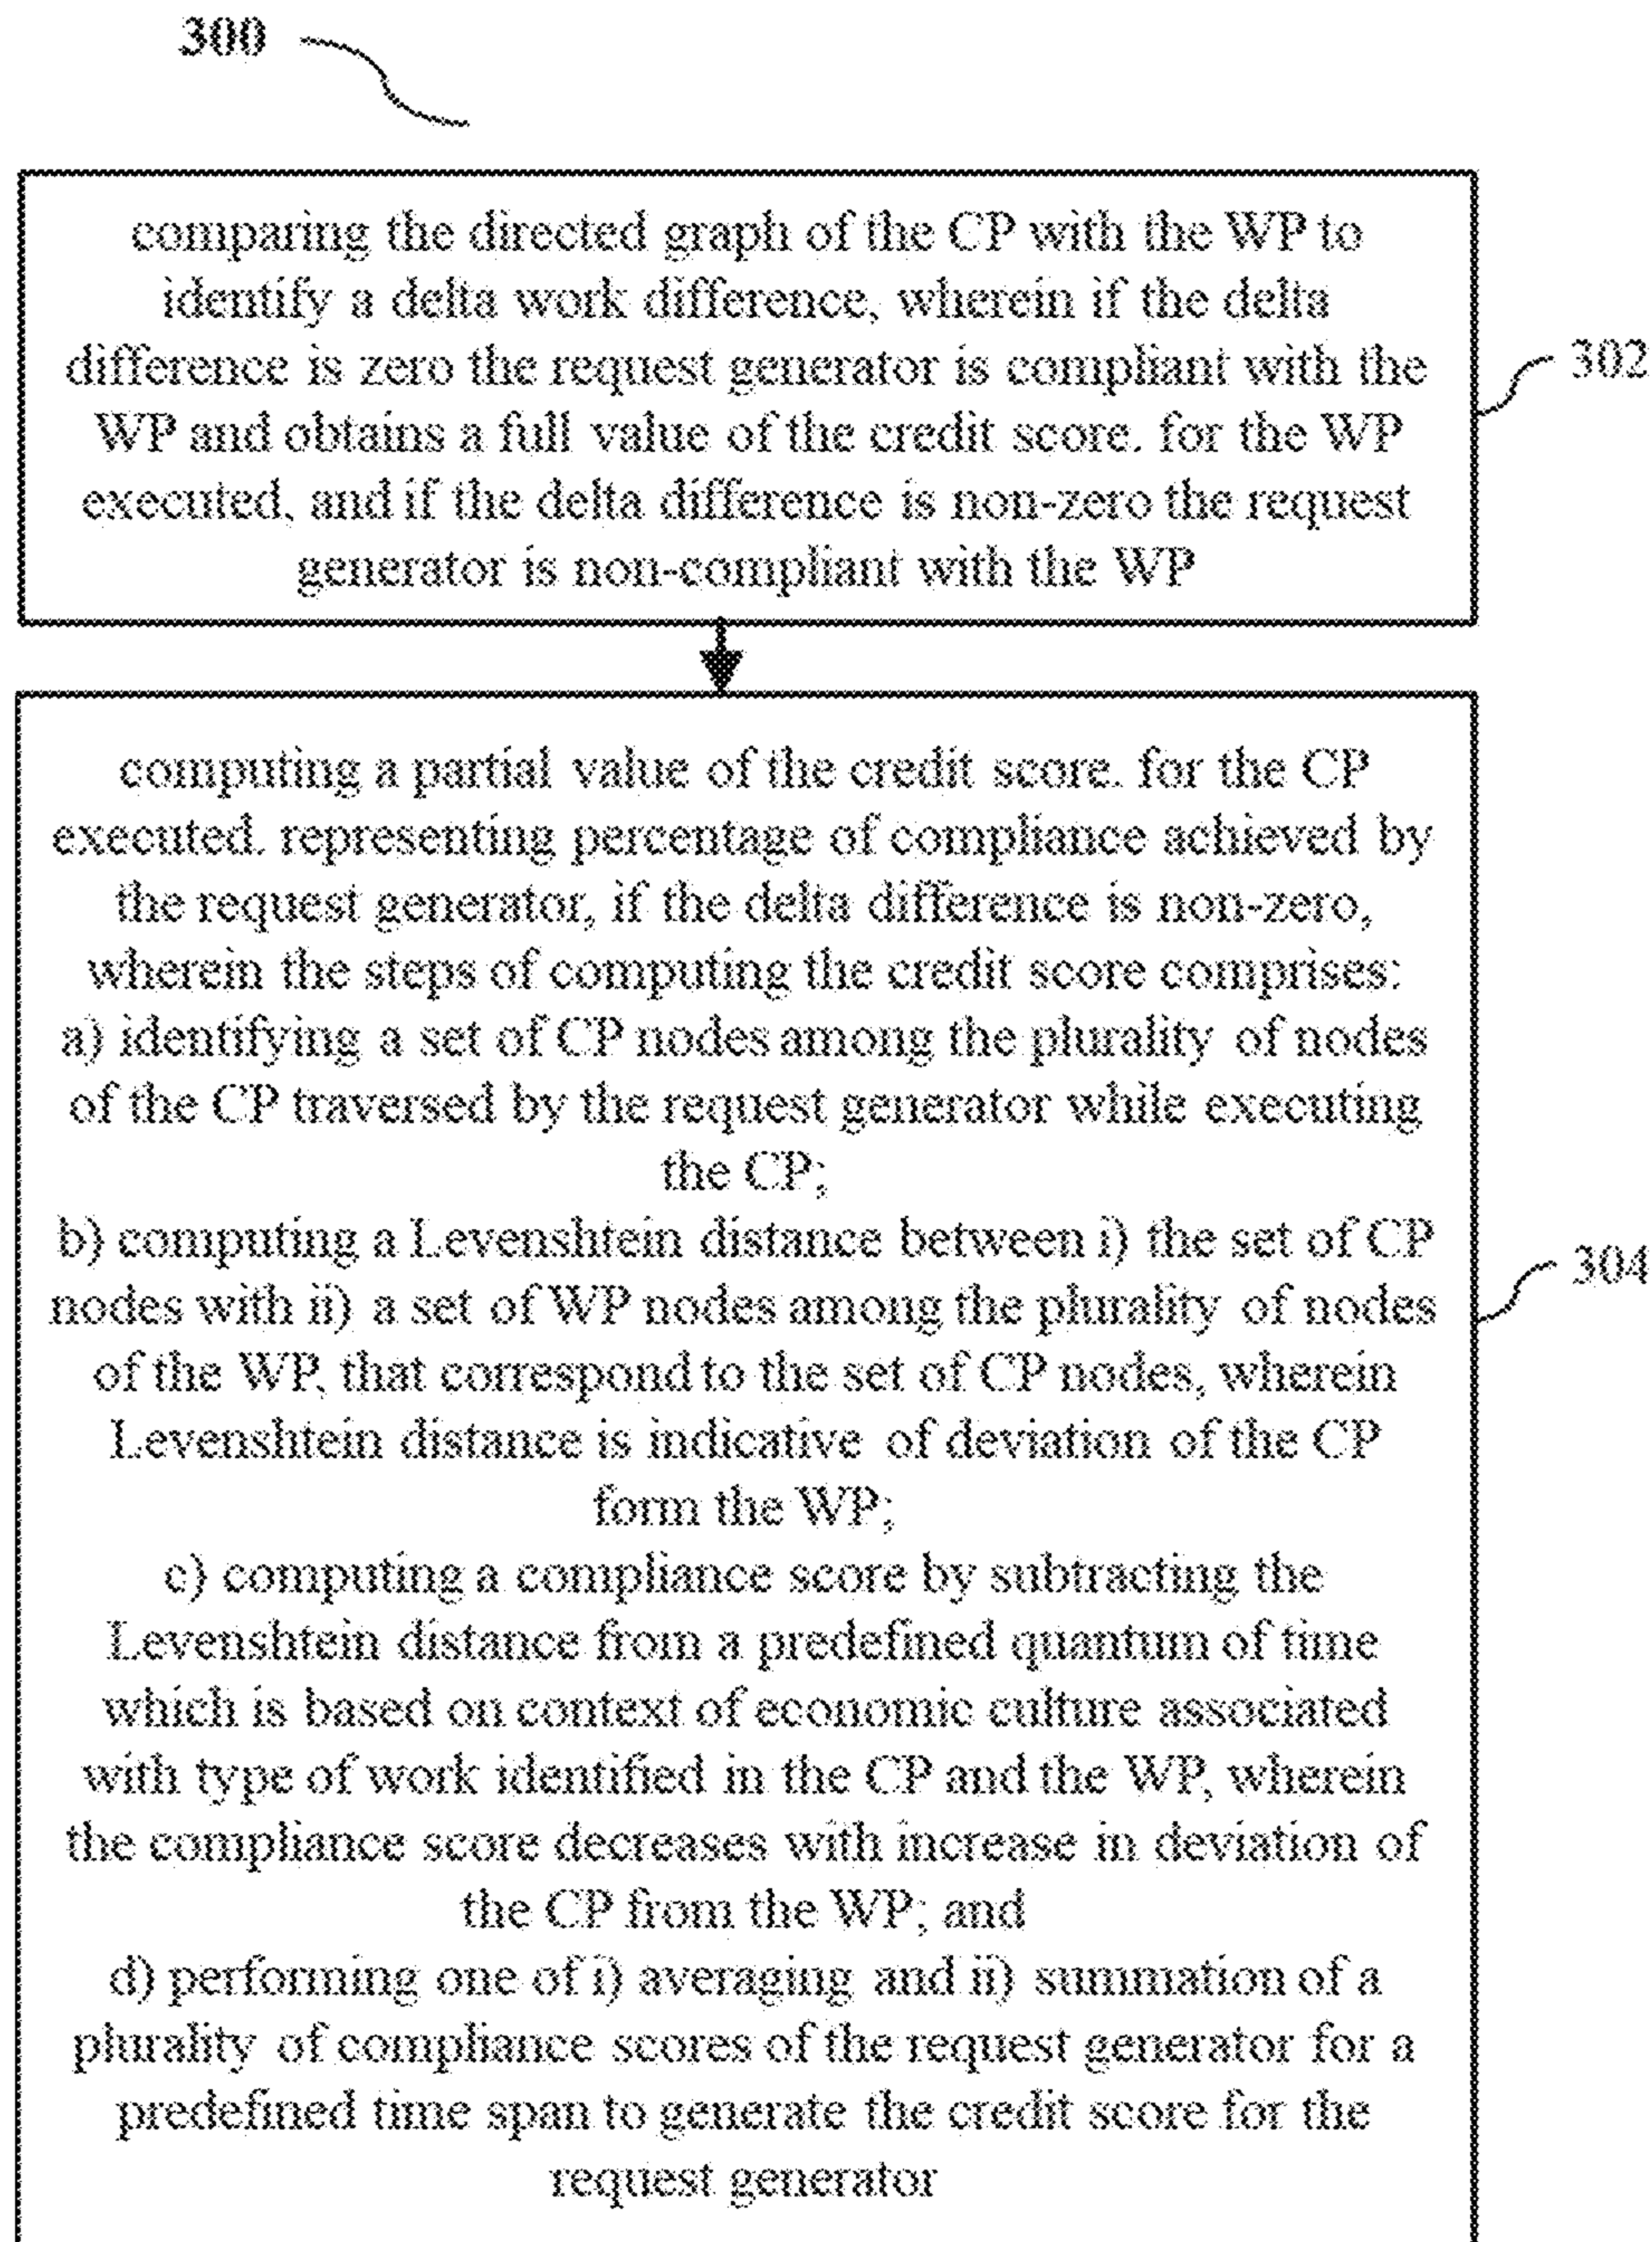 300
comparing the directed graph of the CP with the WP to
identify a delta work difference, wherein if the delta
difference is zero the request generator is compliant with the
WP and obtains a full value of the credit score. for the WP
executed, and if the delta difference is non-zero the request
generator is non-compliant with the WP
302
computing a partial value of the credit score. for the CP
executed. representing percentage of compliance achieved by
the request generator, if the delta difference is non-zero,
wherein the steps of computing the credit score comprises:
a) identifying a set of CP nodes among the plurality of nodes
of the CP traversed by the request generator while executing
the CP;
b) computing a Levenshtein distance between i) the set of CP
nodes with ii) a set of WP nodes among the plurality of nodes
of the WP, that correspond to the set of CP nodes, wherein
Levenshtein distance is indicative of deviation of the CP
form the WP;
c) computing a compliance score by subtracting the
Levenshtein distance from a predefined quantum of time
which is based on context of economic culture associated
with type of work identified in the CP and the WP, wherein
the compliance score decreases with increase in deviation of
the CP from the WP; and
d) performing one of i) averaging and ii) summation of a
plurality of compliance scores of the request generator for a
predefined time span to generate the credit score for the
request generator
304